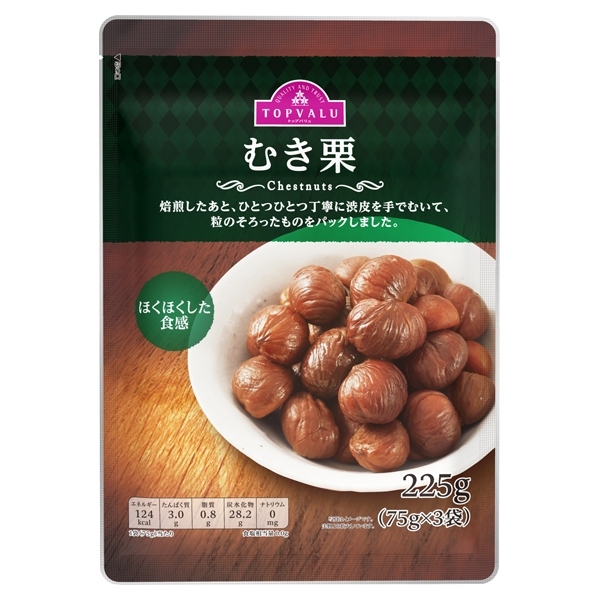 QUALITY AND TRUST
TOPVALU
トップバリュ
むき栗
Chestnuts
焙煎したあと、ひとつひとつ丁寧に渋皮を手でむいて、
粒のそろったものをパックしました。
ほくほくした
食感
225g
(75g×3袋)
エネルギー たんぱく質 脂質 炭水化物 ナトリウム
124 3.0 0.8 28.2 0
kcal g g g mg
1袋(75g)当たり 食塩相当量0.0g